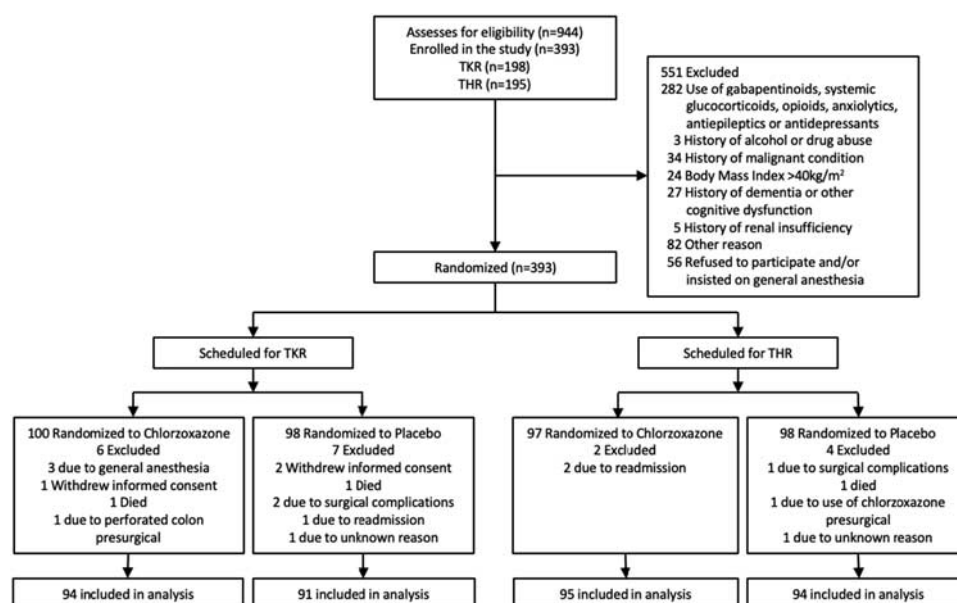 Assesses for eligibility (n=944)
Enrolled in the study (n=393)
TKR (n=198)
THR (n=195)
551 Excluded
282 Use of gabapentinoids, systemic
glucocorticoids, opioids, anxiolytics,
antiepileptics or antidepressants
3 History of alcohol or drug abuse
34 History of malignant condition
24 Body Mass Index >40kg/m²
27 History of dementia or other
cognitive dysfunction
5 History of renal insufficiency
82 Other reason
56 Refused to participate and/or
insisted on general anesthesia
Randomized (n=393)
Scheduled for TKR
Scheduled for THR
100 Randomized to Chlorzoxazone
6 Excluded
3 due to general anesthesia
1 Withdrew informed consent
1 Died
1 due to perforated colon
presurgical
98 Randomized to Placebo
7 Excluded
2 Withdrew informed consent
1 Died
2 due to surgical complications
1 due to readmission
1 due to unknown reason
97 Randomized to Chlorzoxazone
2 Excluded
2 due to readmission
98 Randomized to Placebo
4 Excluded
1 due to surgical complications
1 died
1 due to use of chlorzoxazone
presurgical
1 due to unknown reason
94 included in analysis
91 included in analysis
95 included in analysis
94 included in analysis